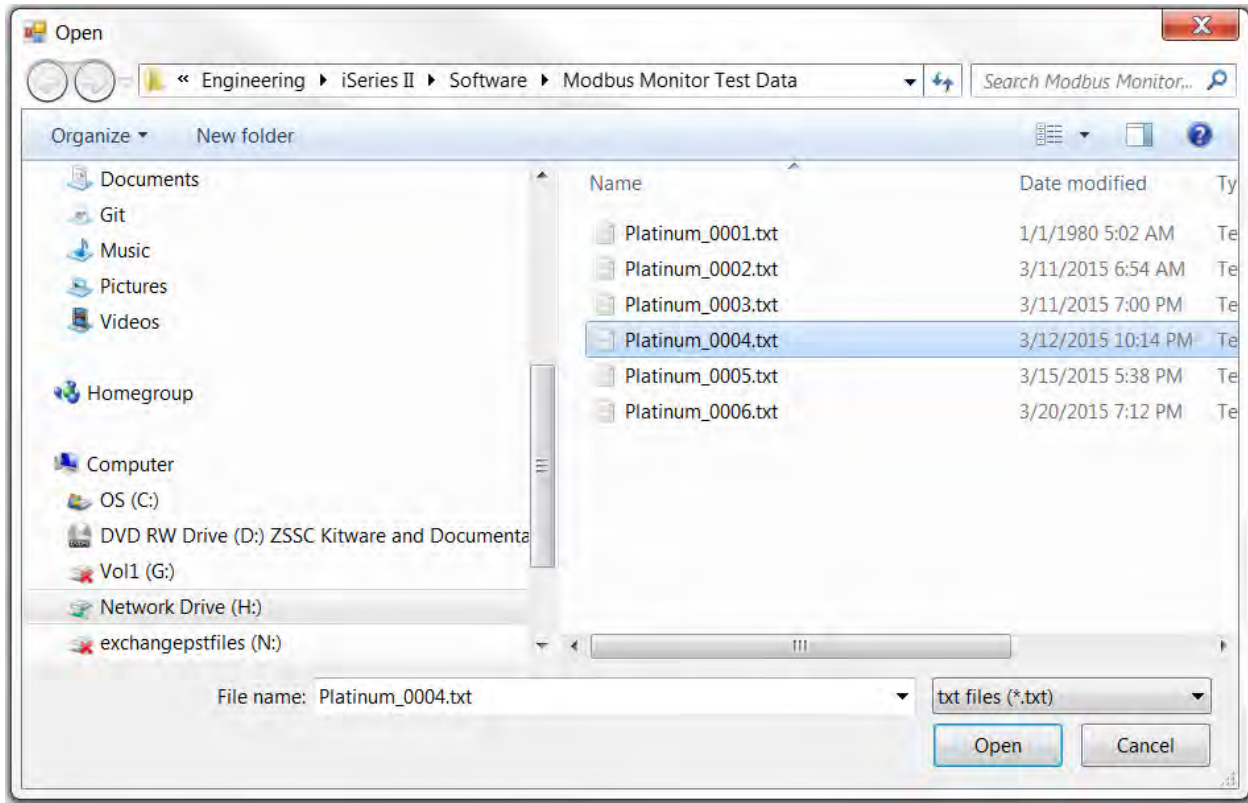 Open
« Engineering ▸ iSeries II ▸ Software ▸ Modbus Monitor Test Data
Search Modbus Monitor...
Organize
New folder
Documents
Git
Music
Pictures
Videos
Homegroup
Computer
OS (C:)
DVD RW Drive (D:) ZSSC Kitware and Documenta
Vol1 (G:)
Network Drive (H:)
exchangepstfiles (N:)
Name Date modified Ty
Platinum_0001.txt 1/1/1980 5:02 AM Te
Platinum_0002.txt 3/11/2015 6:54 AM Te
Platinum_0003.txt 3/11/2015 7:00 PM Te
Platinum_0004.txt 3/12/2015 10:14 PM Te
Platinum_0005.txt 3/15/2015 5:38 PM Te
Platinum_0006.txt 3/20/2015 7:12 PM Te
File name: Platinum_0004.txt
txt files (*.txt)
Open
Cancel